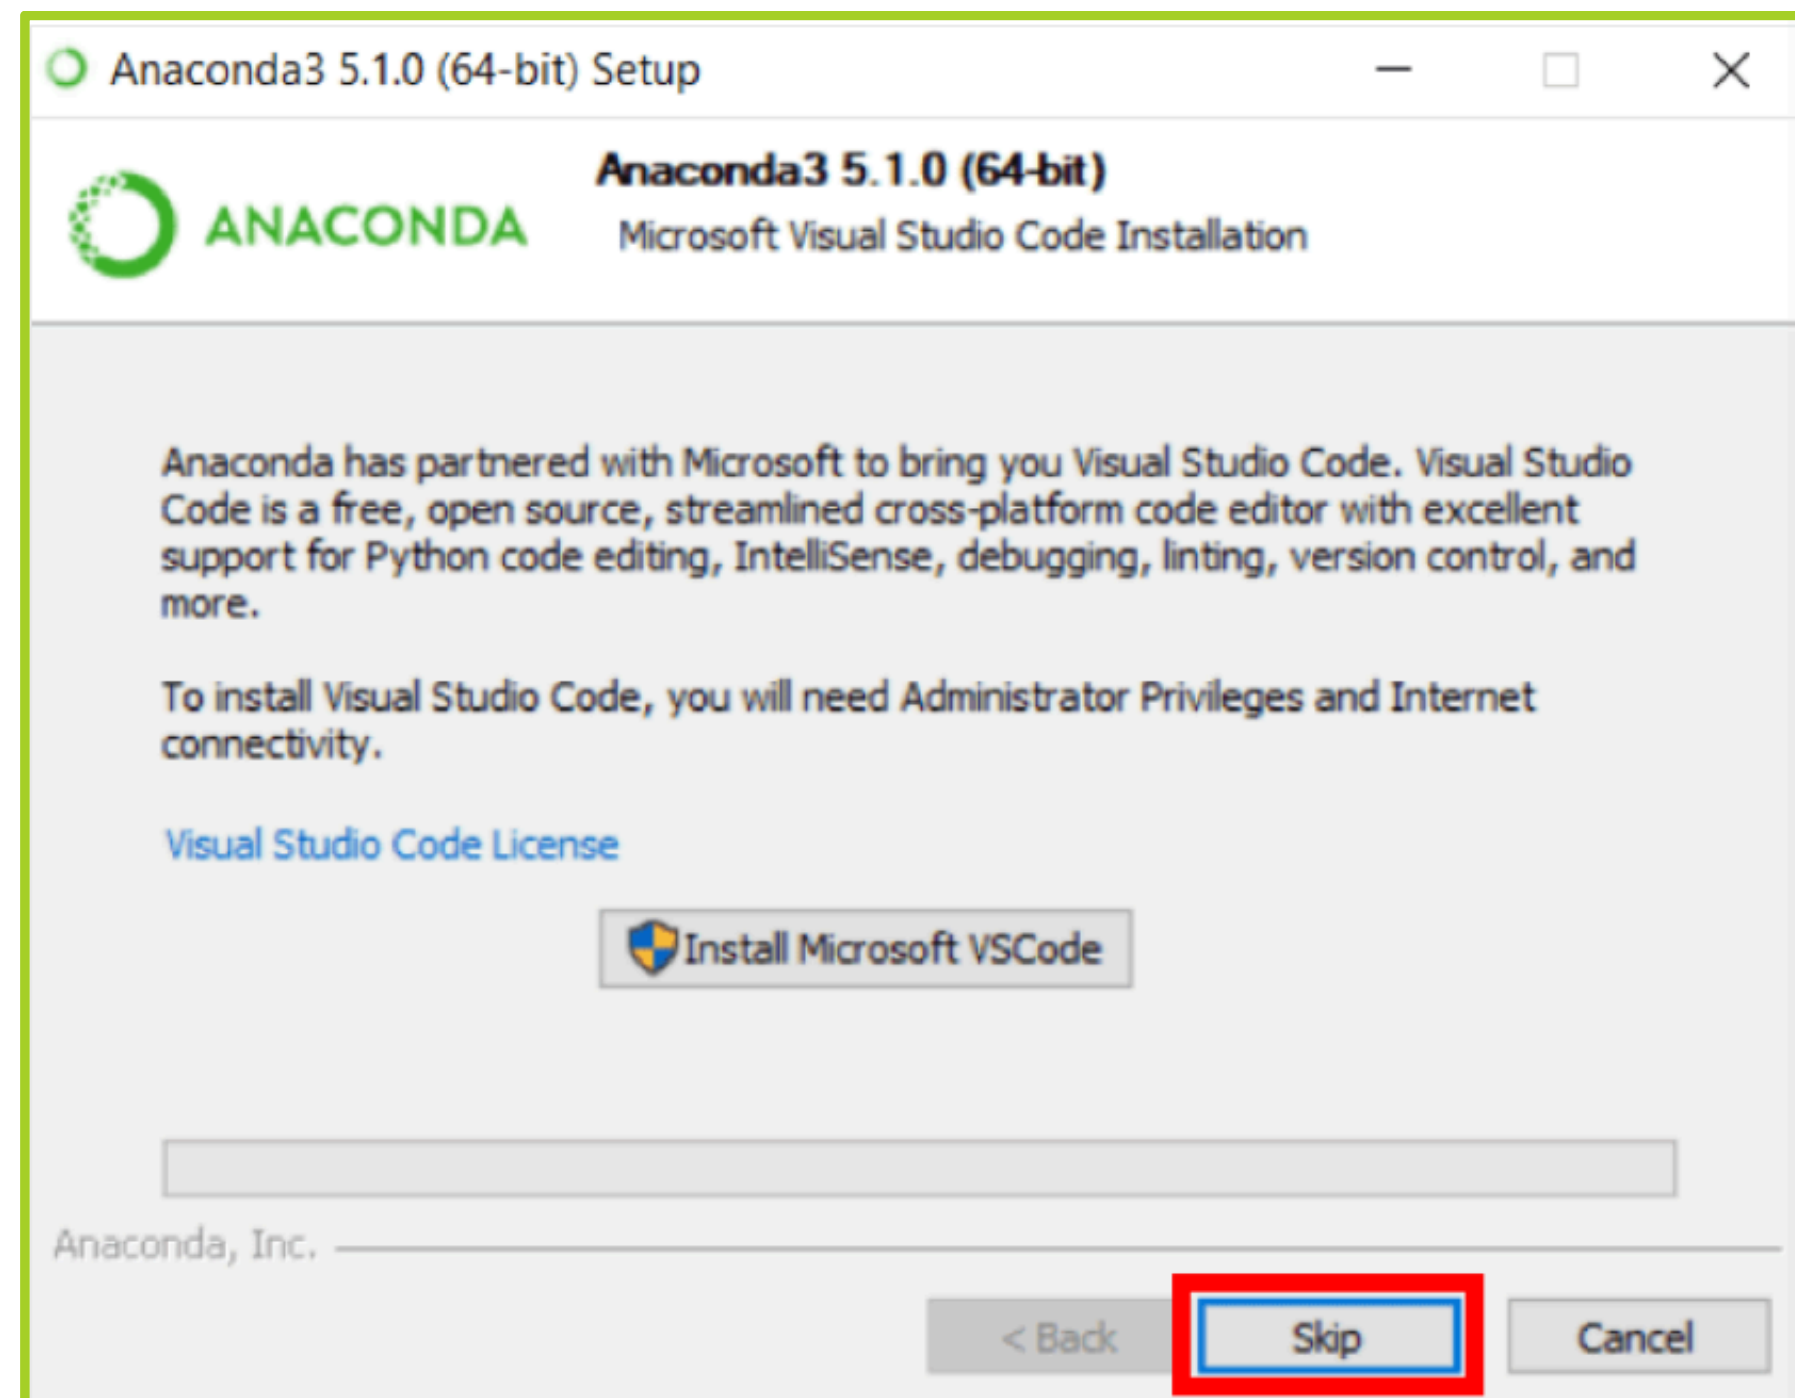 Anaconda3 5.1.0 (64-bit) Setup
ANACONDA
Anaconda3 5.1.0 (64-bit)
Microsoft Visual Studio Code Installation
Anaconda has partnered with Microsoft to bring you Visual Studio Code. Visual Studio
Code is a free, open source, streamlined cross-platform code editor with excellent
support for Python code editing, IntelliSense, debugging, linting, version control, and
more.
To install Visual Studio Code, you will need Administrator Privileges and Internet
connectivity.
Visual Studio Code License
Install Microsoft VSCode
Anaconda, Inc.
< Back
Skip
Cancel